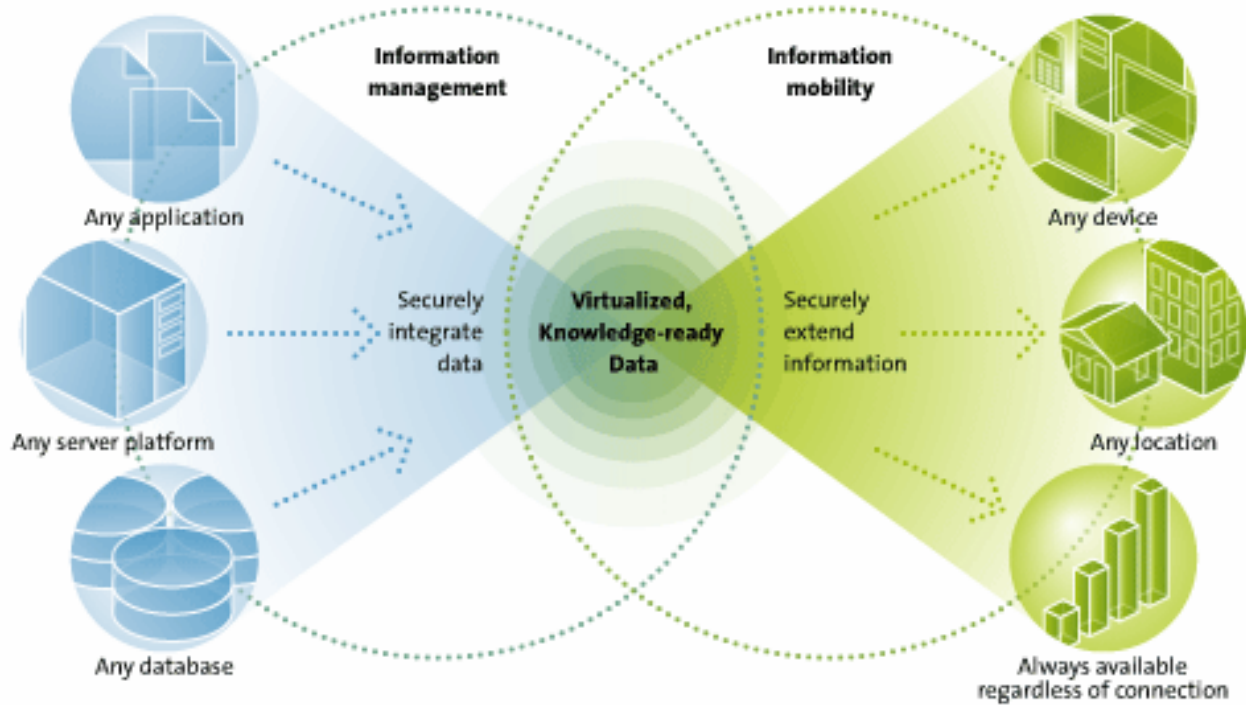 Information
management
Information
mobility
Any application
Any device
Securely
integrate
data
Virtualized,
Knowledge-ready
Data
Securely
extend
information
Any server platform
Any location
Any database
Always available
regardless of connection